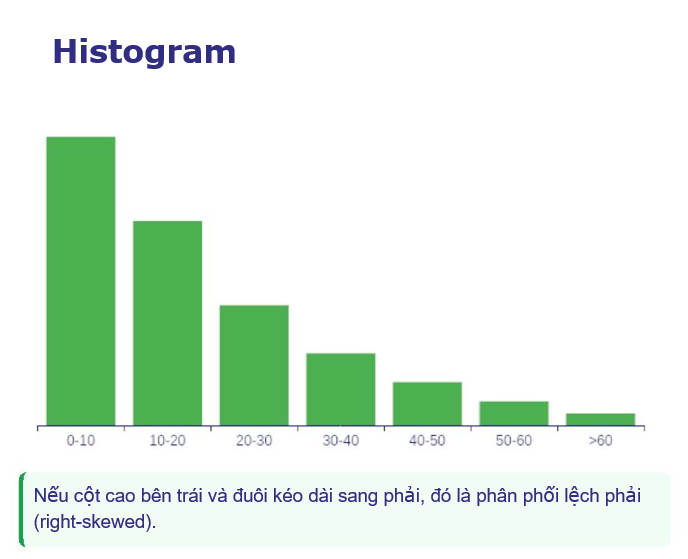 Histogram
0-10 10-20 20-30 30-40 40-50 50-60 >60
Nếu cột cao bên trái và đuôi kéo dài sang phải, đó là phân phối lệch phải
(right-skewed).